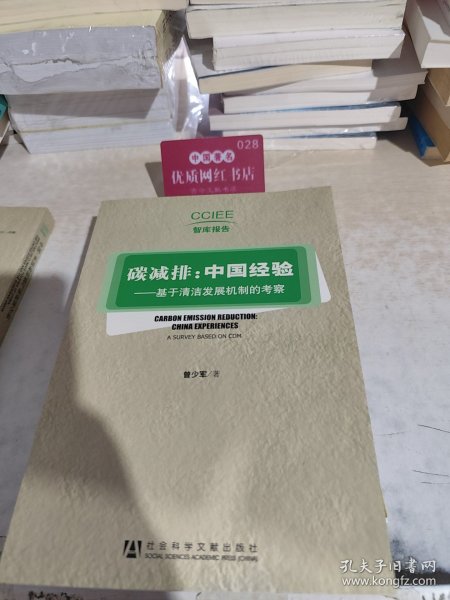 028
中国著名
优质网红书店
CCIEE
智库报告
碳减排：中国经验
——基于清洁发展机制的考察
CARBON EMISSION REDUCTION:
CHINA EXPERIENCES
A SURVEY BASED ON CDM
曾少军/著
社会科学文献出版社
SOCIAL SCIENCES ACADEMIC PRESS (CHINA)
孔夫子旧书网
www.kongfz.com